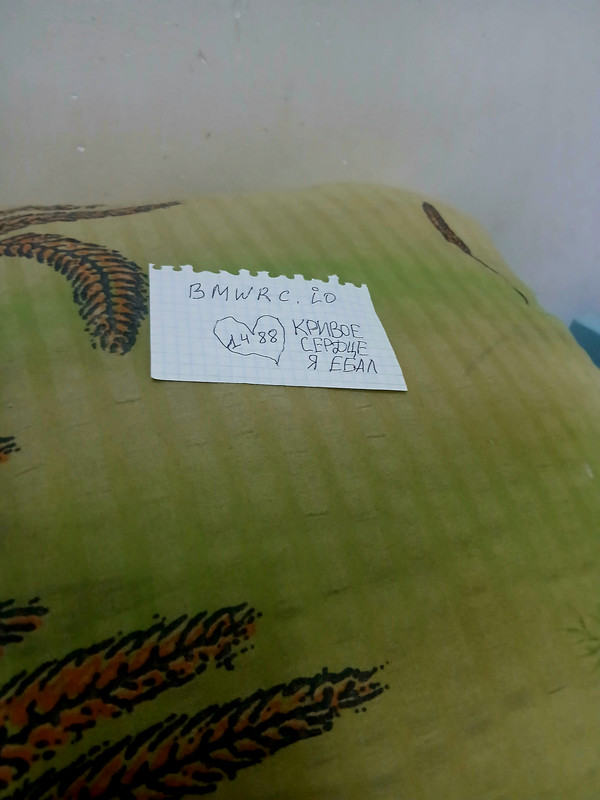 BMWRC.io
14 88
КРИВОЕ
СЕРДЦЕ
Я ЕБАЛ